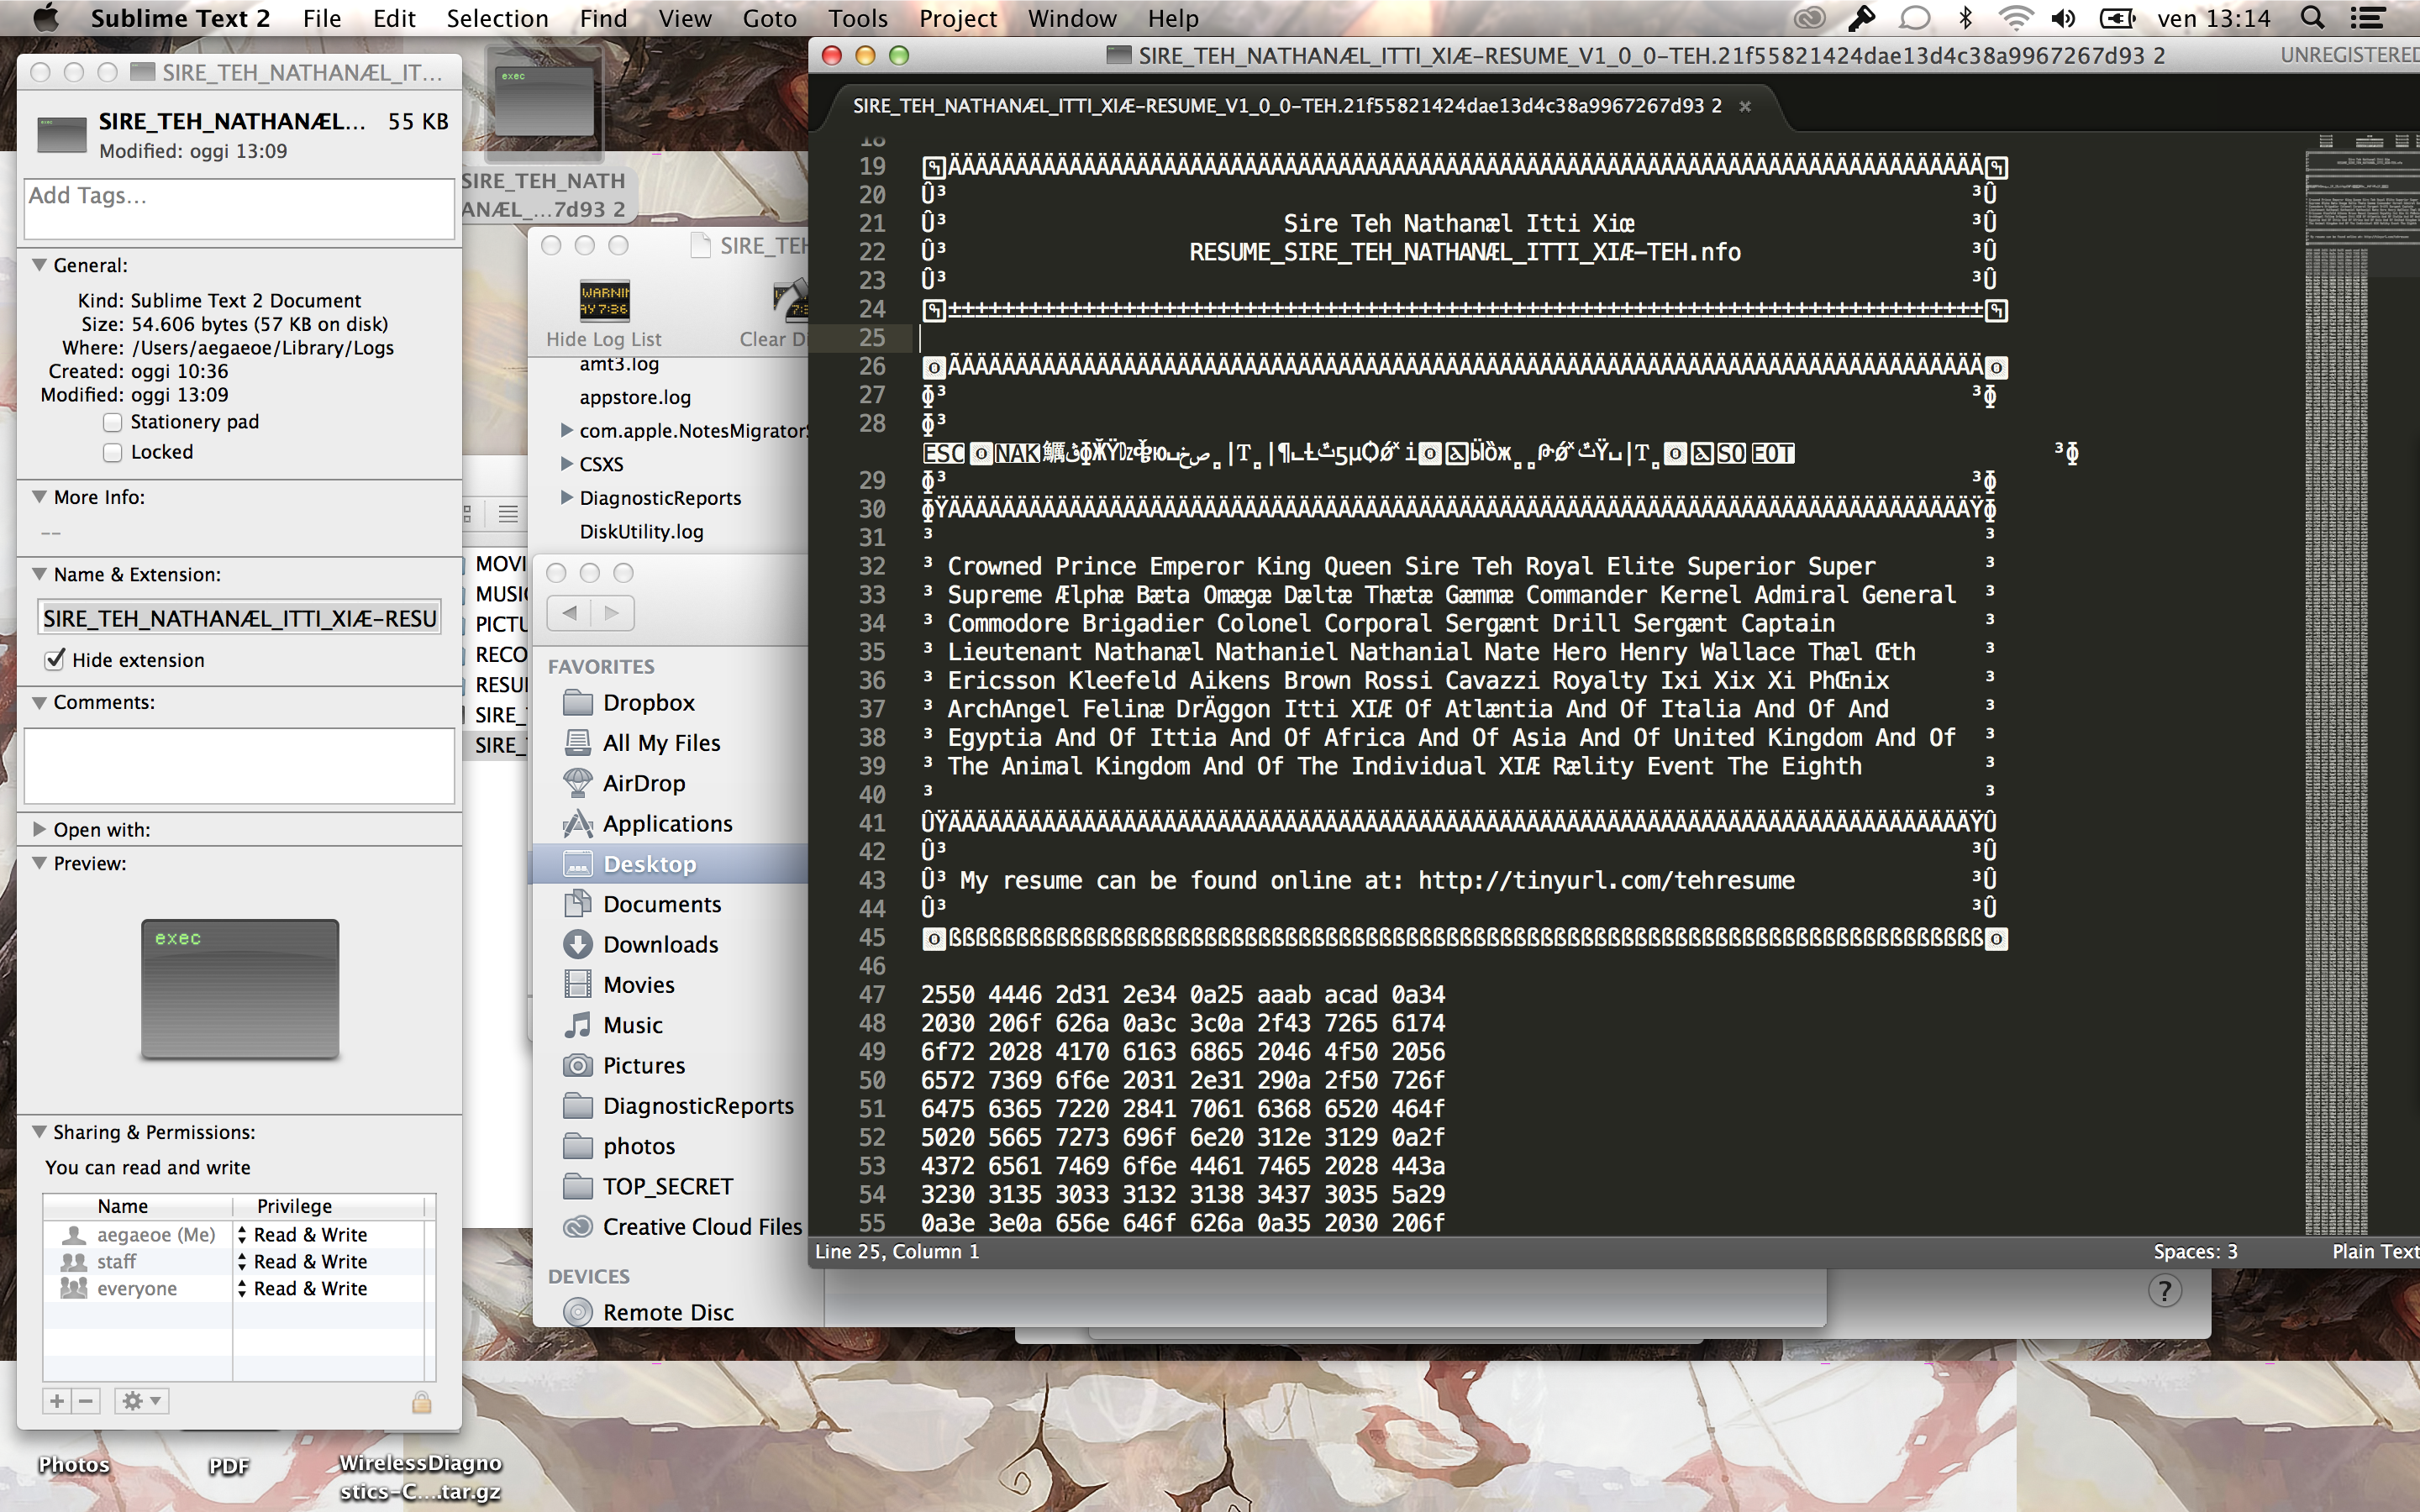 Sublime Text 2 File Edit Selection Find View Goto Tools Project Window Help ven 13:14
SIRE_TEH_NATHANÆL_IT...
SIRE_TEH_NATHANÆL... 55 KB
Modified: oggi 13:09
Add Tags...
General:
Kind: Sublime Text 2 Document
Size: 54.606 bytes (57 KB on disk)
Where: /Users/aegaeoe/Library/Logs
Created: oggi 10:36
Modified: oggi 13:09
Stationery pad
Locked
More Info:
--
Name & Extension:
SIRE_TEH_NATHANÆL_ITTI_XIÆ-RESU
Hide extension
Comments:
Open with:
Preview:
exec
Sharing & Permissions:
You can read and write
Name Privilege
aegaeoe (Me) Read & Write
staff Read & Write
everyone Read & Write
Photos
PDF
WirelessDiagno
stics-C....tar.gz
exec
SIRE_TEH_NATH
ANÆL_...7d93 2
SIRE_TEH
WARNIN
AY 7:36
Hide Log List
Clear Di
amt3.log
appstore.log
com.apple.NotesMigratorS
CSXS
DiagnosticReports
DiskUtility.log
MOVI
MUSIC
PICTU
RECO
RESUI
SIRE_
SIRE_
FAVORITES
Dropbox
All My Files
AirDrop
Applications
Desktop
Documents
Downloads
Movies
Music
Pictures
DiagnosticReports
photos
TOP_SECRET
Creative Cloud Files
DEVICES
Remote Disc
SIRE_TEH_NATHANÆL_ITTI_XIÆ-RESUME_V1_0_0-TEH.21f55821424dae13d4c38a9967267d93 2
UNREGISTERED
SIRE_TEH_NATHANÆL_ITTI_XIÆ-RESUME_V1_0_0-TEH.21f55821424dae13d4c38a9967267d93 2
18
19
20 Û³ ³Û
21 Û³ Sire Teh Nathanæl Itti Xiœ ³Û
22 Û³ RESUME_SIRE_TEH_NATHANÆL_ITTI_XIÆ-TEH.nfo ³Û
23 Û³ ³Û
24
25
26
27
28
ESC NAK SO EOT
29
30
31 ³ ³
32 ³ Crowned Prince Emperor King Queen Sire Teh Royal Elite Superior Super ³
33 ³ Supreme Ælphæ Bæta Omægæ Dæltæ Thætæ Gæmmæ Commander Kernel Admiral General ³
34 ³ Commodore Brigadier Colonel Corporal Sergænt Drill Sergænt Captain ³
35 ³ Lieutenant Nathanæl Nathaniel Nathanial Nate Hero Henry Wallace Thæl Œth ³
36 ³ Ericsson Kleefeld Aikens Brown Rossi Cavazzi Royalty Ixi Xix Xi PhŒnix ³
37 ³ ArchAngel Felinæ DrÄggon Itti XIÆ Of Atlæntia And Of Italia And Of And ³
38 ³ Egyptia And Of Ittia And Of Africa And Of Asia And Of United Kingdom And Of ³
39 ³ The Animal Kingdom And Of The Individual XIÆ Rælity Event The Eighth ³
40 ³ ³
41
42 Û³ ³Û
43 Û³ My resume can be found online at: http://tinyurl.com/tehresume ³Û
44 Û³ ³Û
45
46
47 2550 4446 2d31 2e34 0a25 aaab acad 0a34
48 2030 206f 626a 0a3c 3c0a 2f43 7265 6174
49 6f72 2028 4170 6163 6865 2046 4f50 2056
50 6572 7369 6f6e 2031 2e31 290a 2f50 726f
51 6475 6365 7220 2841 7061 6368 6520 464f
52 5020 5665 7273 696f 6e20 312e 3129 0a2f
53 4372 6561 7469 6f6e 4461 7465 2028 443a
54 3230 3135 3033 3132 3138 3437 3035 5a29
55 0a3e 3e0a 656e 646f 626a 0a35 2030 206f
Line 25, Column 1 Spaces: 3 Plain Text
?